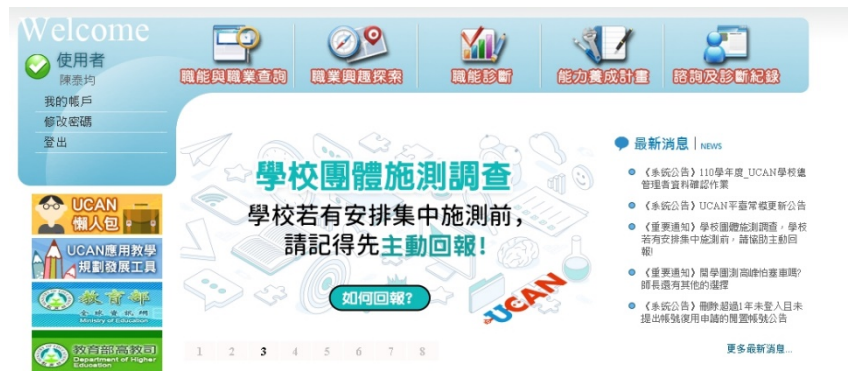 Welcome
使用者
陳泰均
我的帳戶
修改密碼
登出
職能與職業查詢
職業興趣探索
職能診斷
能力養成計畫
諮詢及診斷紀錄
UCAN
懶人包
UCAN應用教學
規劃發展工具
教育部
全球資訊網
Ministry of Education
教育部高教司
Department of Higher
Education
學校團體施測調查
學校若有安排集中施測前,
請記得先主動回報!
如何回報?
UCAN
1 2 3 4 5 6 7 8
最新消息 | NEWS
《系統公告》110學年度_UCAN學校總
管理者資料確認作業
《系統公告》UCAN平臺常模更新公告
《重要通知》學校團體施測調查,學校
若有安排集中施測前,請協助主動回
報!
《重要通知》開學團測高峰怕塞車嗎?
師長還有其他的選擇
《系統公告》刪除超過1年未登入且未
提出帳號復用申請的閒置帳號公告
更多最新消息...